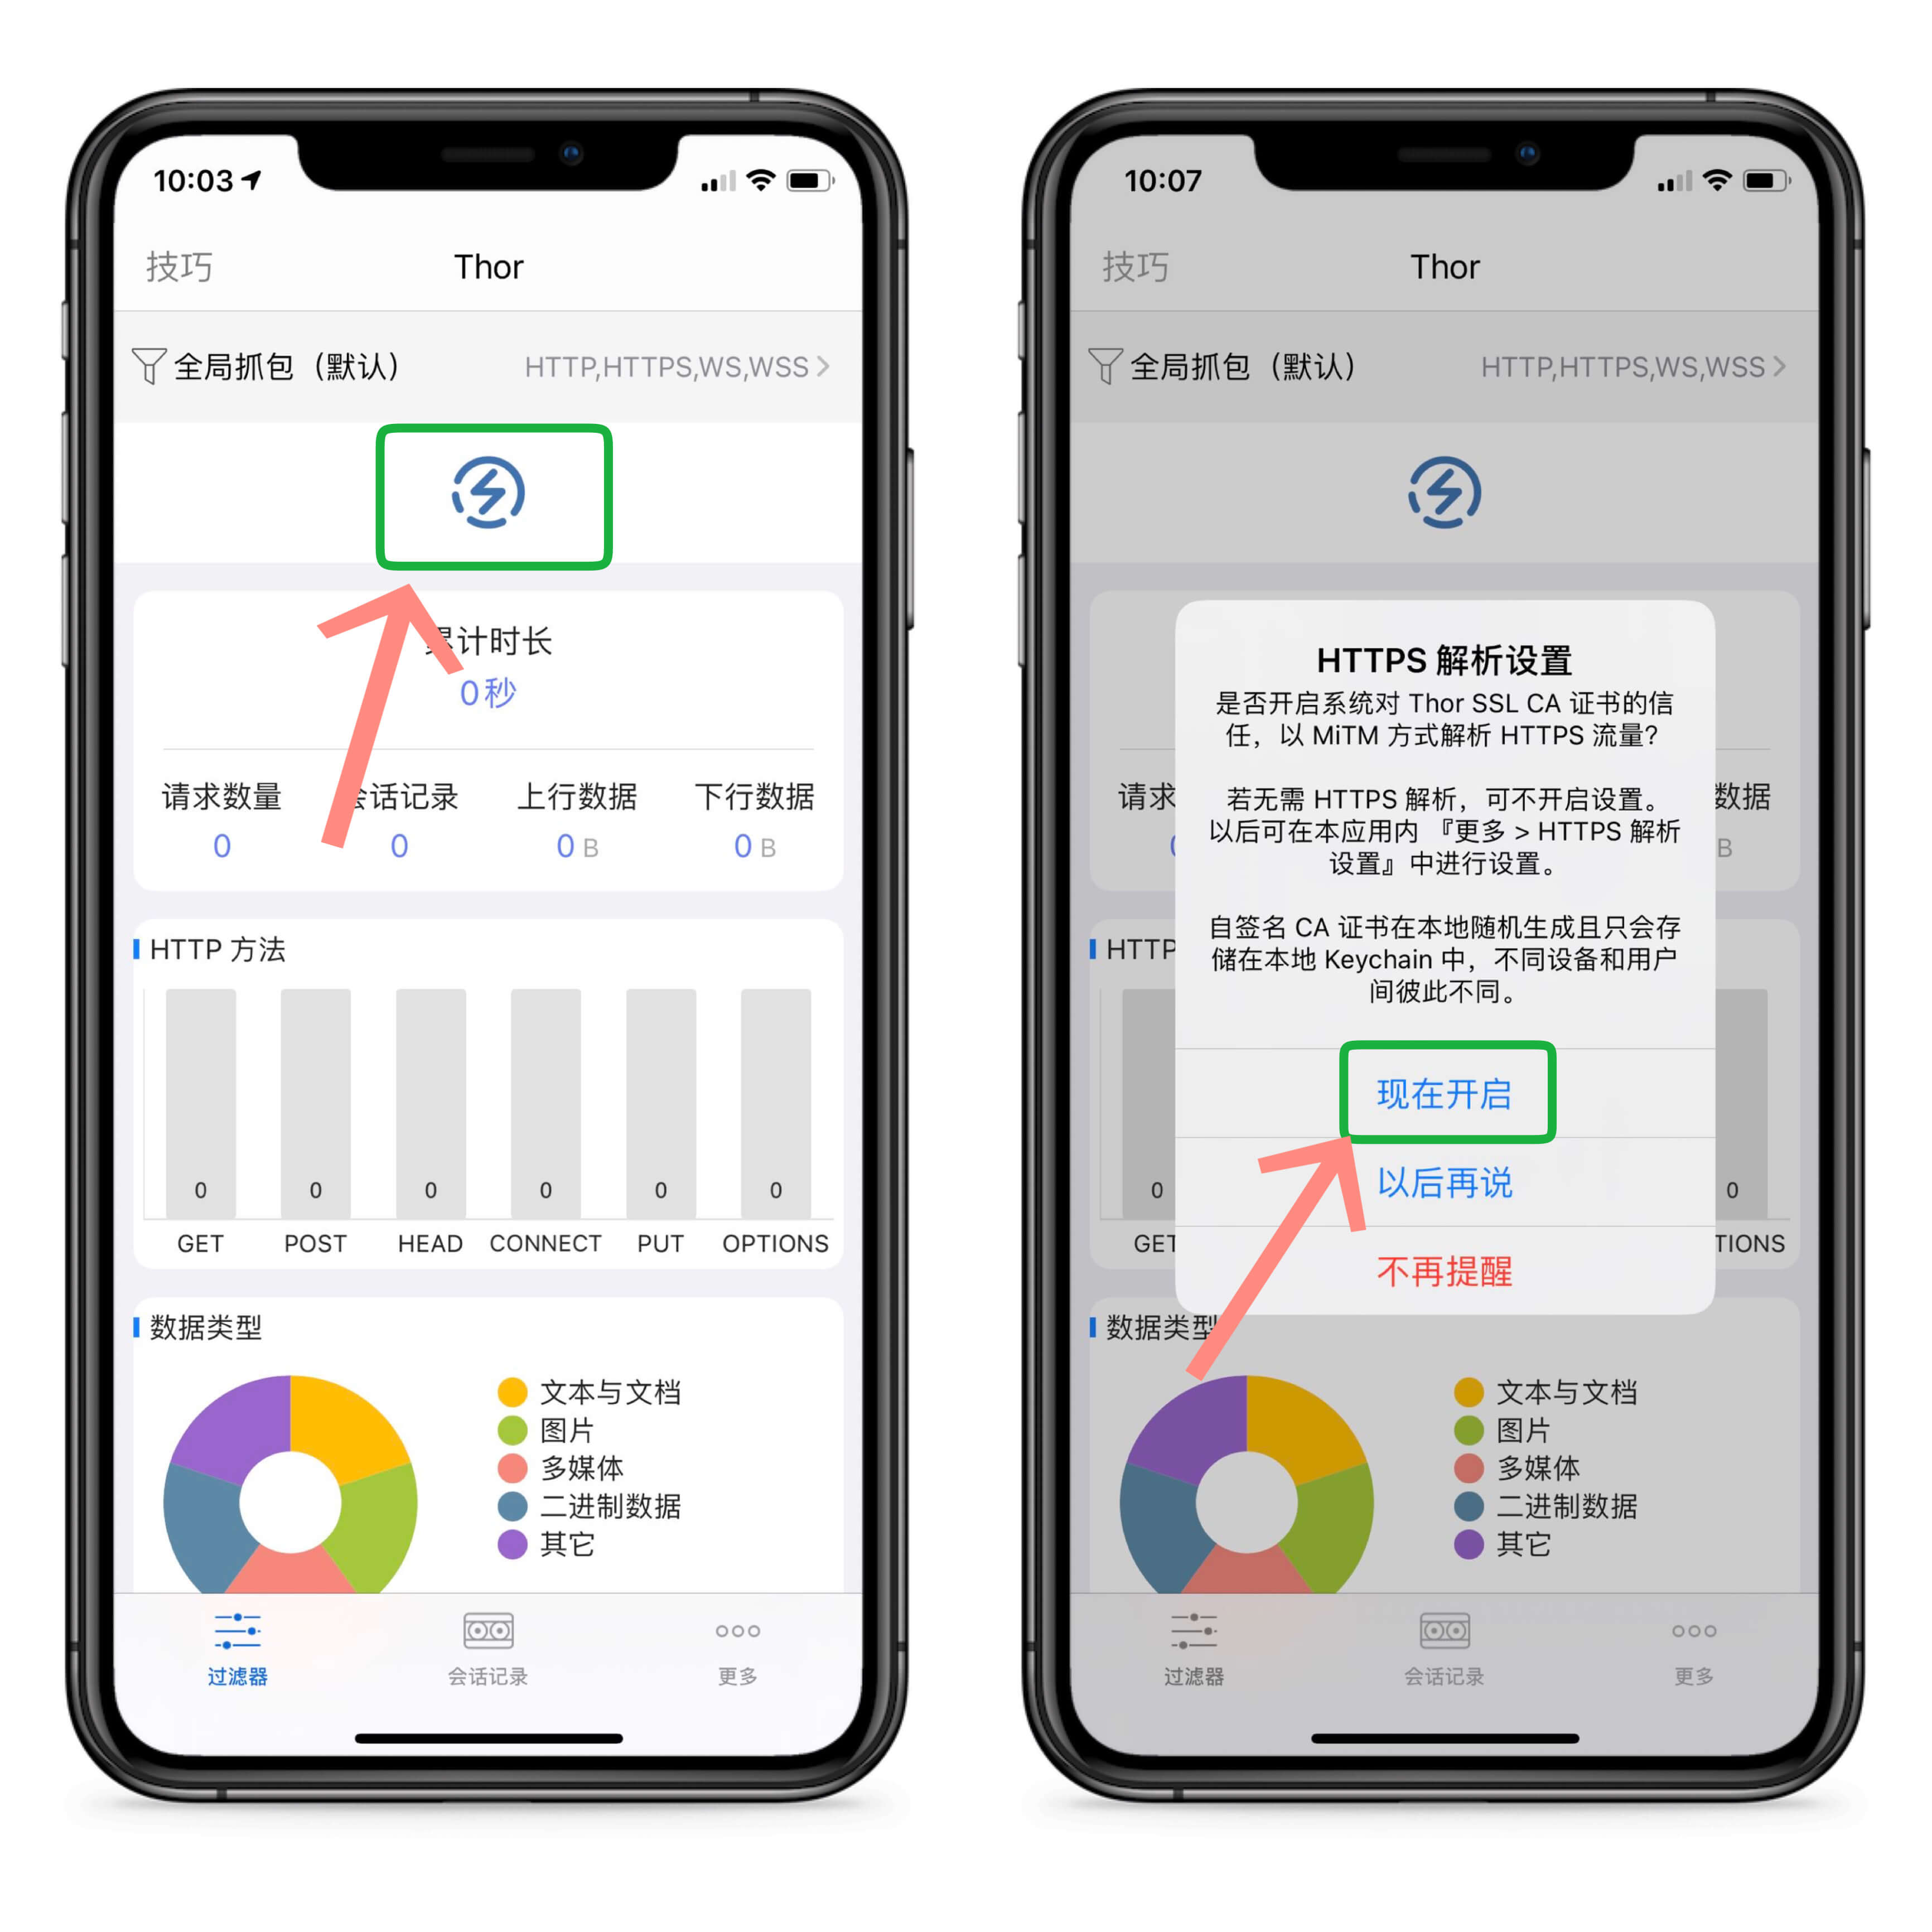 10:03
技巧
Thor
全局抓包（默认）
HTTP,HTTPS,WS,WSS
计时长
0秒
请求数量
话记录
上行数据
下行数据
0
0
0 B
0 B
HTTP 方法
0
0
0
0
0
0
GET
POST
HEAD
CONNECT
PUT
OPTIONS
数据类型
文本与文档
图片
多媒体
二进制数据
其它
过滤器
会话记录
更多
10:07
技巧
Thor
全局抓包（默认）
HTTP,HTTPS,WS,WSS
HTTPS 解析设置
是否开启系统对 Thor SSL CA 证书的信
任，以 MiTM 方式解析 HTTPS 流量?
若无需 HTTPS 解析，可不开启设置。
以后可在本应用内 『更多 > HTTPS 解析
设置』中进行设置。
自签名 CA 证书在本地随机生成且只会存
储在本地 Keychain 中，不同设备和用户
间彼此不同。
现在开启
以后再说
不再提醒
请求
数据
B
HTTP
0
0
GET
TIONS
数据类型
文本与文档
图片
多媒体
二进制数据
其它
过滤器
会话记录
更多